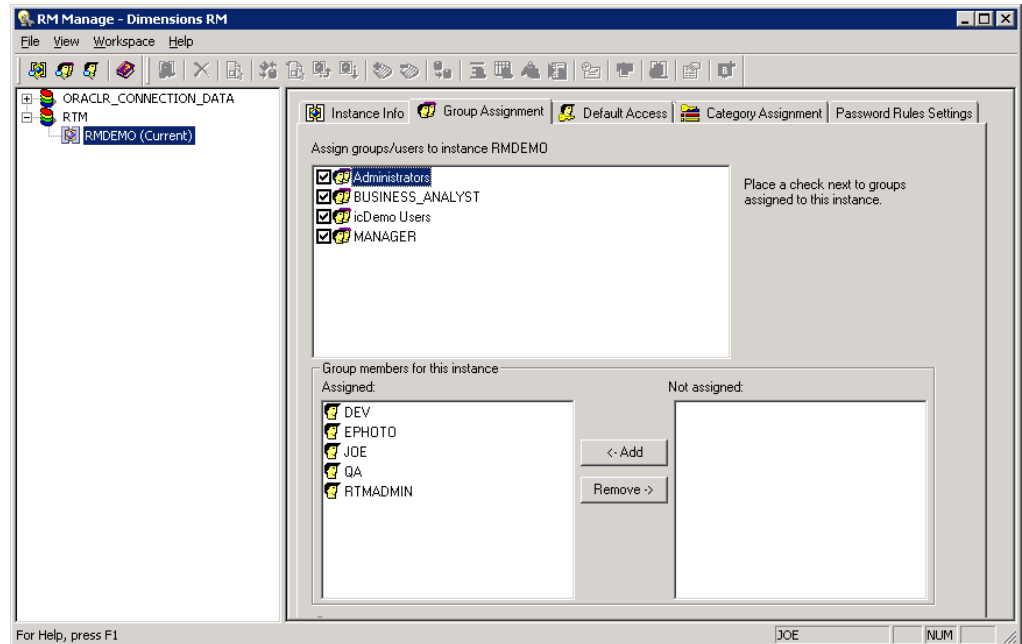 RM Manage - Dimensions RM
File View Workspace Help
ORACLR_CONNECTION_DATA
RTM
RMDEMO (Current)
Instance Info
Group Assignment
Default Access
Category Assignment
Password Rules Settings
Assign groups/users to instance RMDEMO
Administrators
BUSINESS_ANALYST
icDemo Users
MANAGER
Place a check next to groups
assigned to this instance.
Group members for this instance
Assigned:
Not assigned:
DEV
EPHOTO
JOE
QA
RTMADMIN
<- Add
Remove ->
For Help, press F1
JOE
NUM